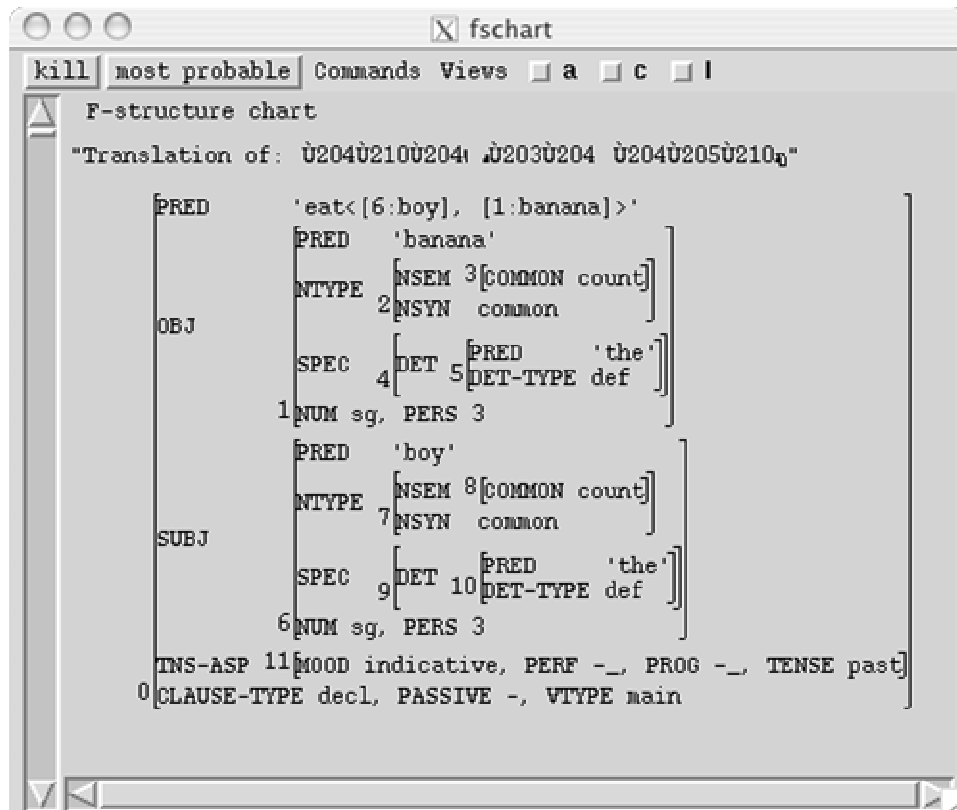 fschart
kill most probable Commands Views a c l
F-structure chart
"Translation of: Ù204Ù210Ù204 Ù203Ù204 Ù204Ù205Ù210"
PRED 'eat<[6:boy], [1:banana]>'
PRED 'banana'
NTYPE 2 NSEM 3[COMMON count]
NSYN common
OBJ
SPEC 4 DET 5 PRED 'the'
DET-TYPE def
1 NUM sg, PERS 3
PRED 'boy'
NTYPE 7 NSEM 8[COMMON count]
NSYN common
SUBJ
SPEC 9 DET 10 PRED 'the'
DET-TYPE def
6 NUM sg, PERS 3
TNS-ASP 11[MOOD indicative, PERF -_, PROG -_, TENSE past]
0 CLAUSE-TYPE decl, PASSIVE -, VTYPE main